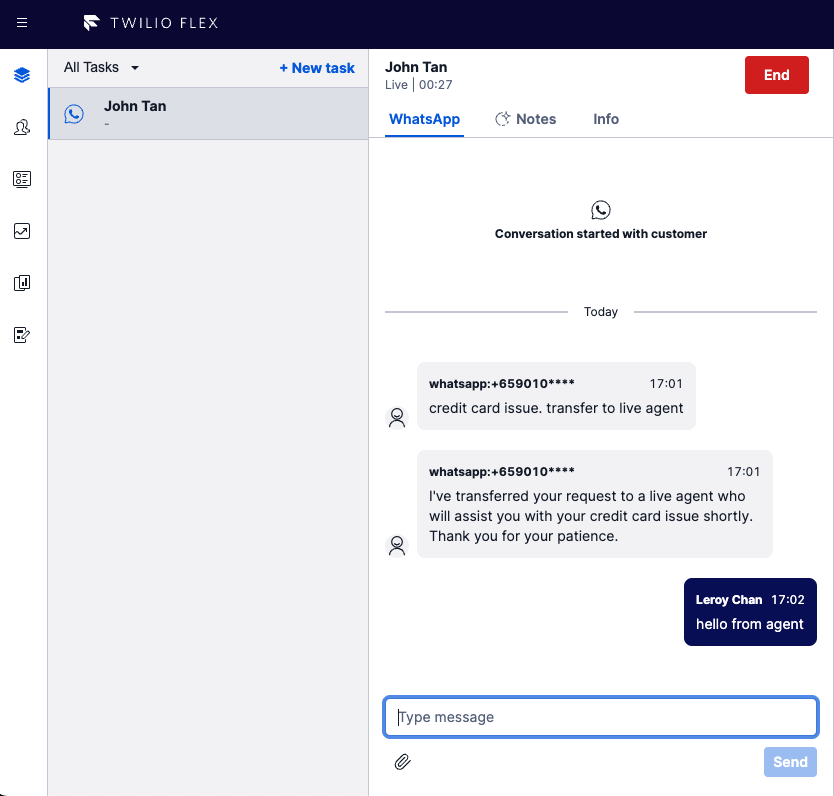 TWILIO FLEX
All Tasks
+ New task
John Tan
-
John Tan
Live | 00:27
End
WhatsApp
Notes
Info
Conversation started with customer
Today
whatsapp:+659010**** 17:01
credit card issue. transfer to live agent
whatsapp:+659010**** 17:01
I've transferred your request to a live agent who
will assist you with your credit card issue shortly.
Thank you for your patience.
Leroy Chan 17:02
hello from agent
Type message
Send